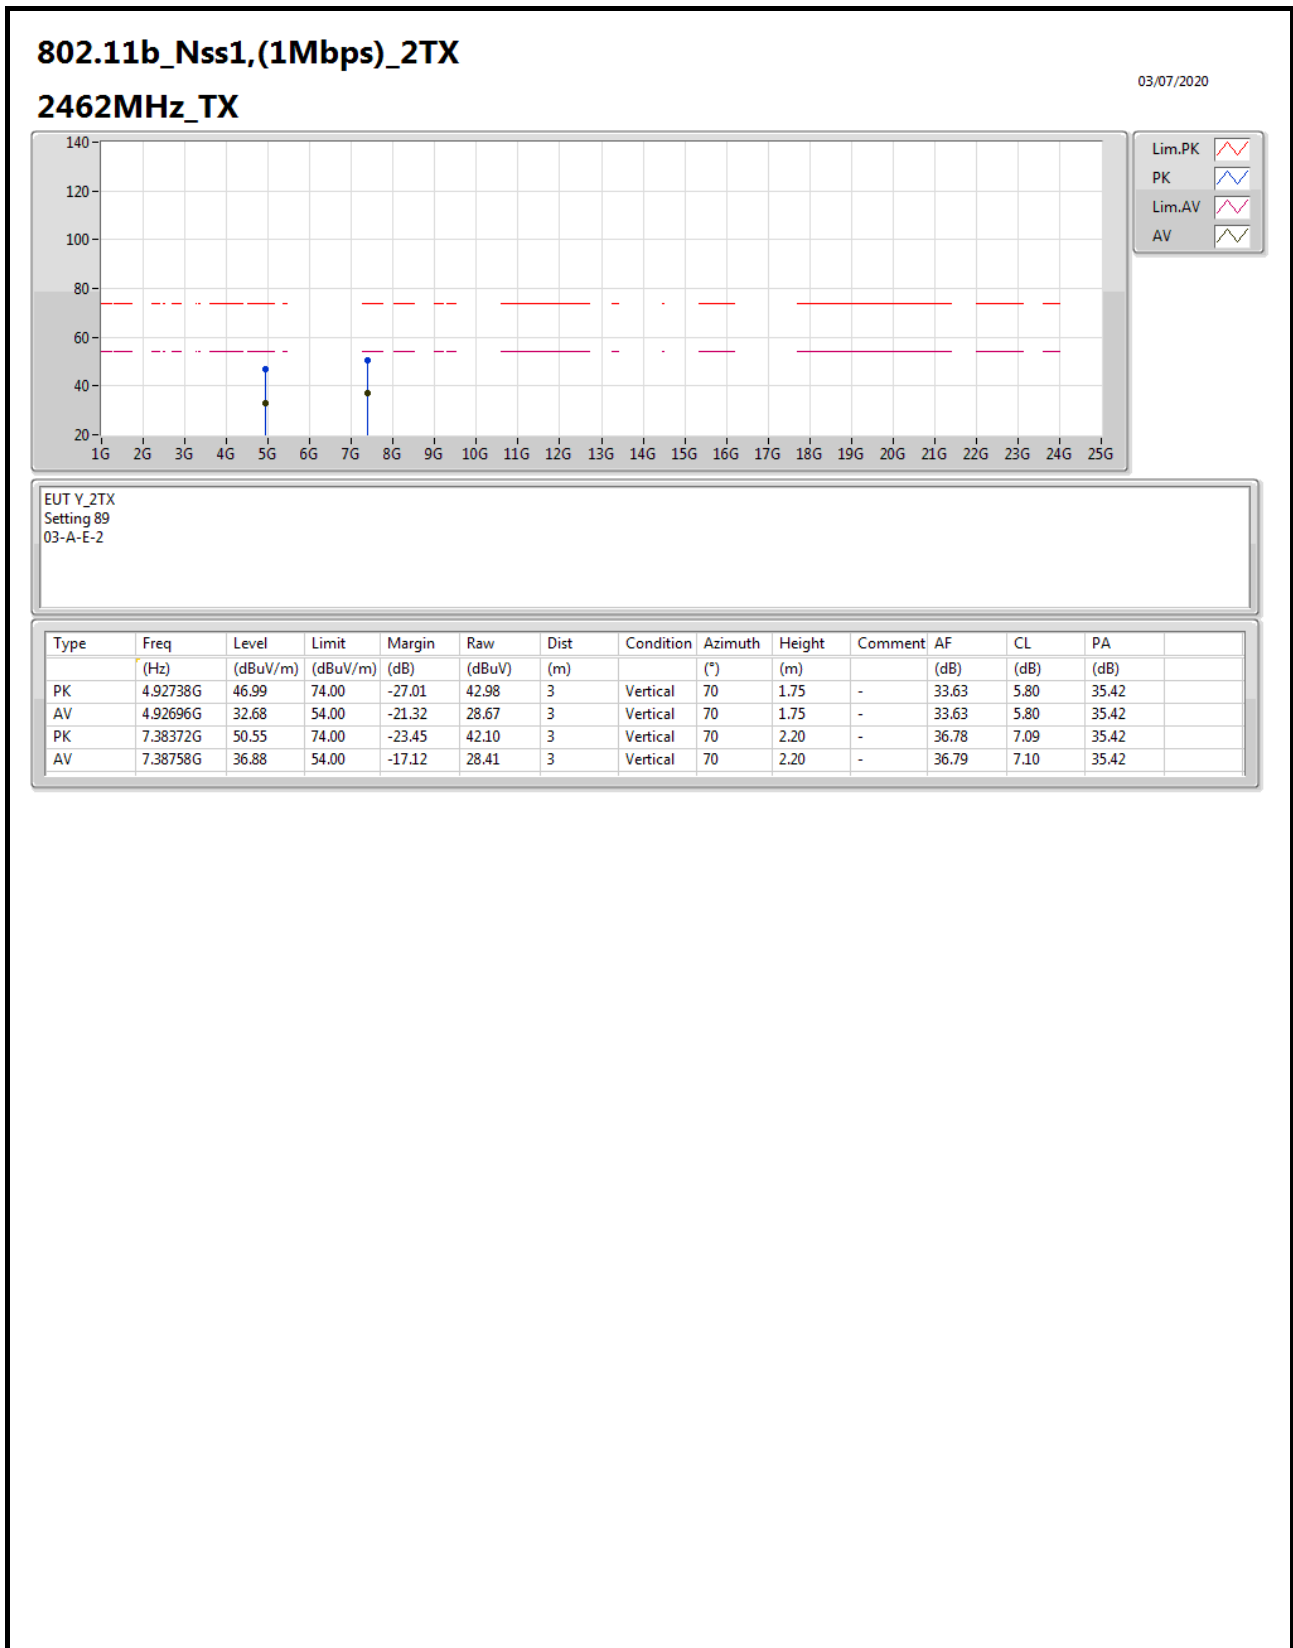 802.11b_Nss1,(1Mbps)_2TX
03/07/2020
2462MHz_TX
140
120
100
80
60
40
20
1G 2G 3G 4G 5G 6G 7G 8G 9G 10G 11G 12G 13G 14G 15G 16G 17G 18G 19G 20G 21G 22G 23G 24G 25G
Lim.PK
PK
Lim.AV
AV
EUT Y_2TX
Setting 89
03-A-E-2
Type Freq Level Limit Margin Raw Dist Condition Azimuth Height Comment AF CL PA
(Hz) (dBuV/m) (dBuV/m) (dB) (dBuV) (m) (°) (m) (dB) (dB) (dB)
PK 4.92738G 46.99 74.00 -27.01 42.98 3 Vertical 70 1.75 - 33.63 5.80 35.42
AV 4.92696G 32.68 54.00 -21.32 28.67 3 Vertical 70 1.75 - 33.63 5.80 35.42
PK 7.38372G 50.55 74.00 -23.45 42.10 3 Vertical 70 2.20 - 36.78 7.09 35.42
AV 7.38758G 36.88 54.00 -17.12 28.41 3 Vertical 70 2.20 - 36.79 7.10 35.42